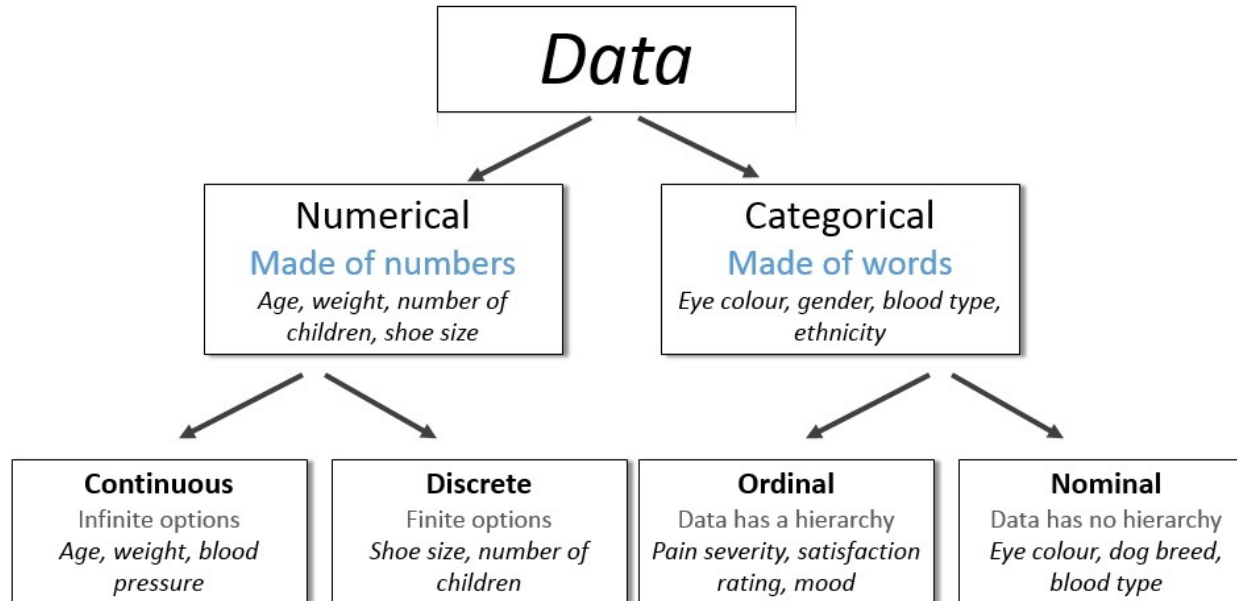 Data
Numerical
Made of numbers
Age, weight, number of
children, shoe size
Categorical
Made of words
Eye colour, gender, blood type,
ethnicity
Continuous
Infinite options
Age, weight, blood
pressure
Discrete
Finite options
Shoe size, number of
children
Ordinal
Data has a hierarchy
Pain severity, satisfaction
rating, mood
Nominal
Data has no hierarchy
Eye colour, dog breed,
blood type